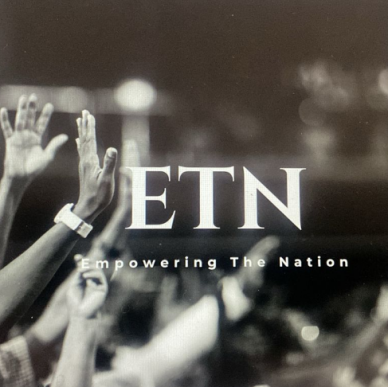 ETN
Empowering The Nation